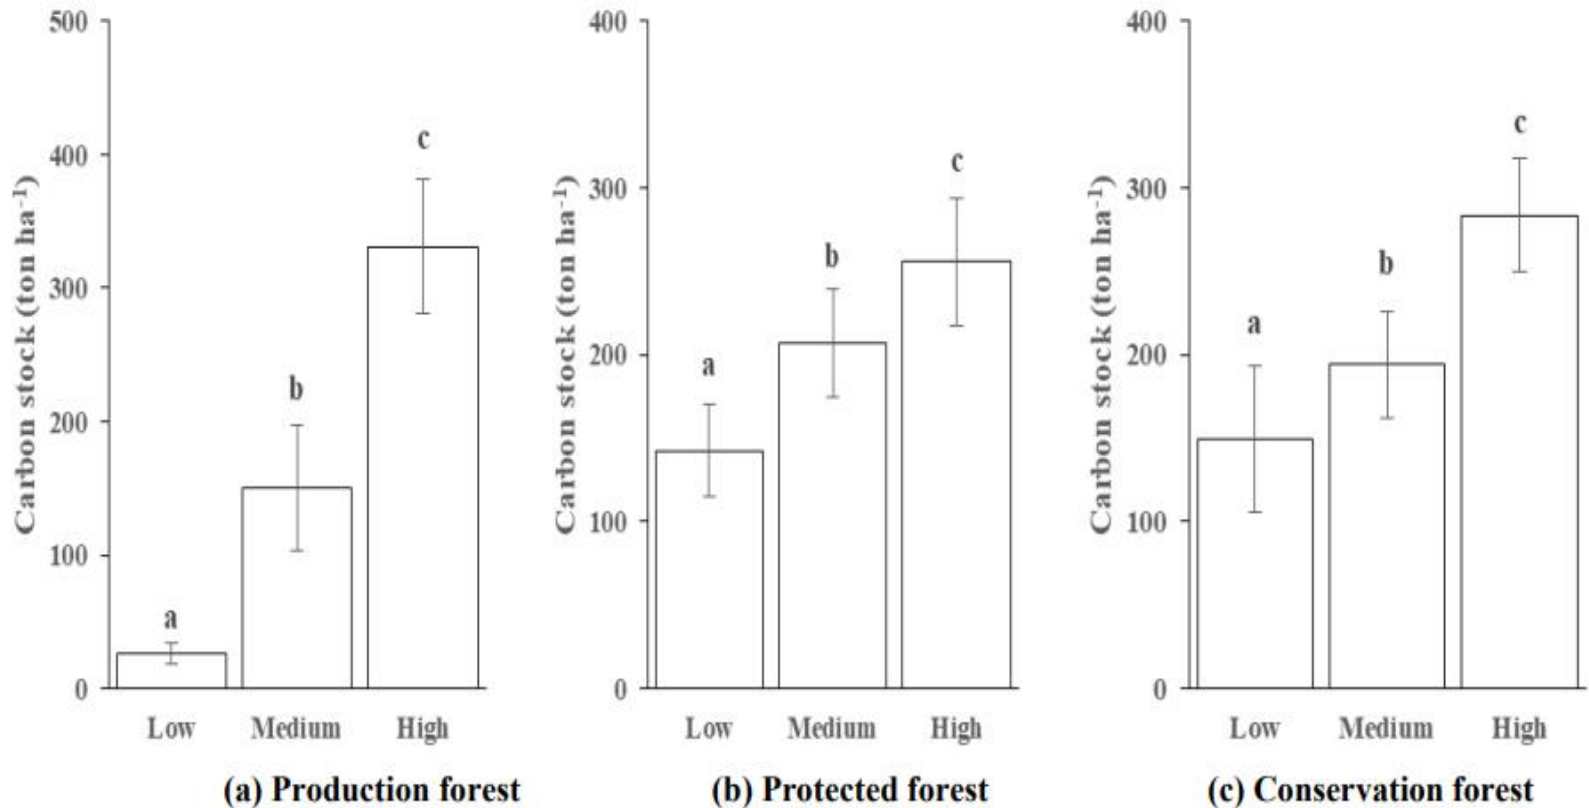 500
400
300
200
100
0
Carbon stock (ton ha⁻¹)
a
b
c
Low Medium High
(a) Production forest
400
300
200
100
0
Carbon stock (ton ha⁻¹)
a
b
c
Low Medium High
(b) Protected forest
400
300
200
100
0
Carbon stock (ton ha⁻¹)
a
b
c
Low Medium High
(c) Conservation forest